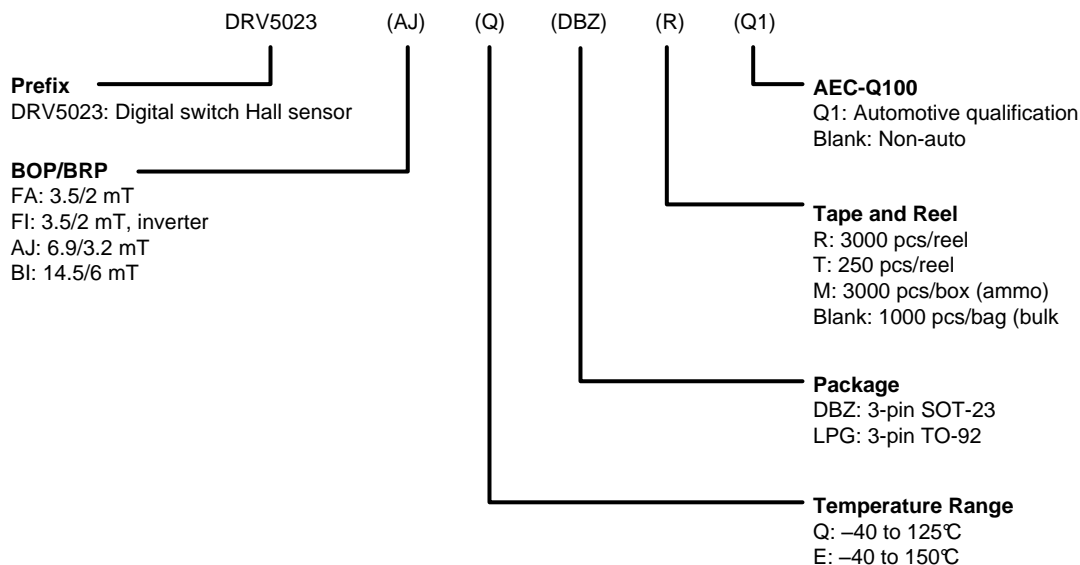 DRV5023 (AJ) (Q) (DBZ) (R) (Q1)
Prefix
DRV5023: Digital switch Hall sensor
BOP/BRP
FA: 3.5/2 mT
FI: 3.5/2 mT, inverter
AJ: 6.9/3.2 mT
BI: 14.5/6 mT
AEC-Q100
Q1: Automotive qualification
Blank: Non-auto
Tape and Reel
R: 3000 pcs/reel
T: 250 pcs/reel
M: 3000 pcs/box (ammo)
Blank: 1000 pcs/bag (bulk
Package
DBZ: 3-pin SOT-23
LPG: 3-pin TO-92
Temperature Range
Q: –40 to 125℃
E: –40 to 150℃